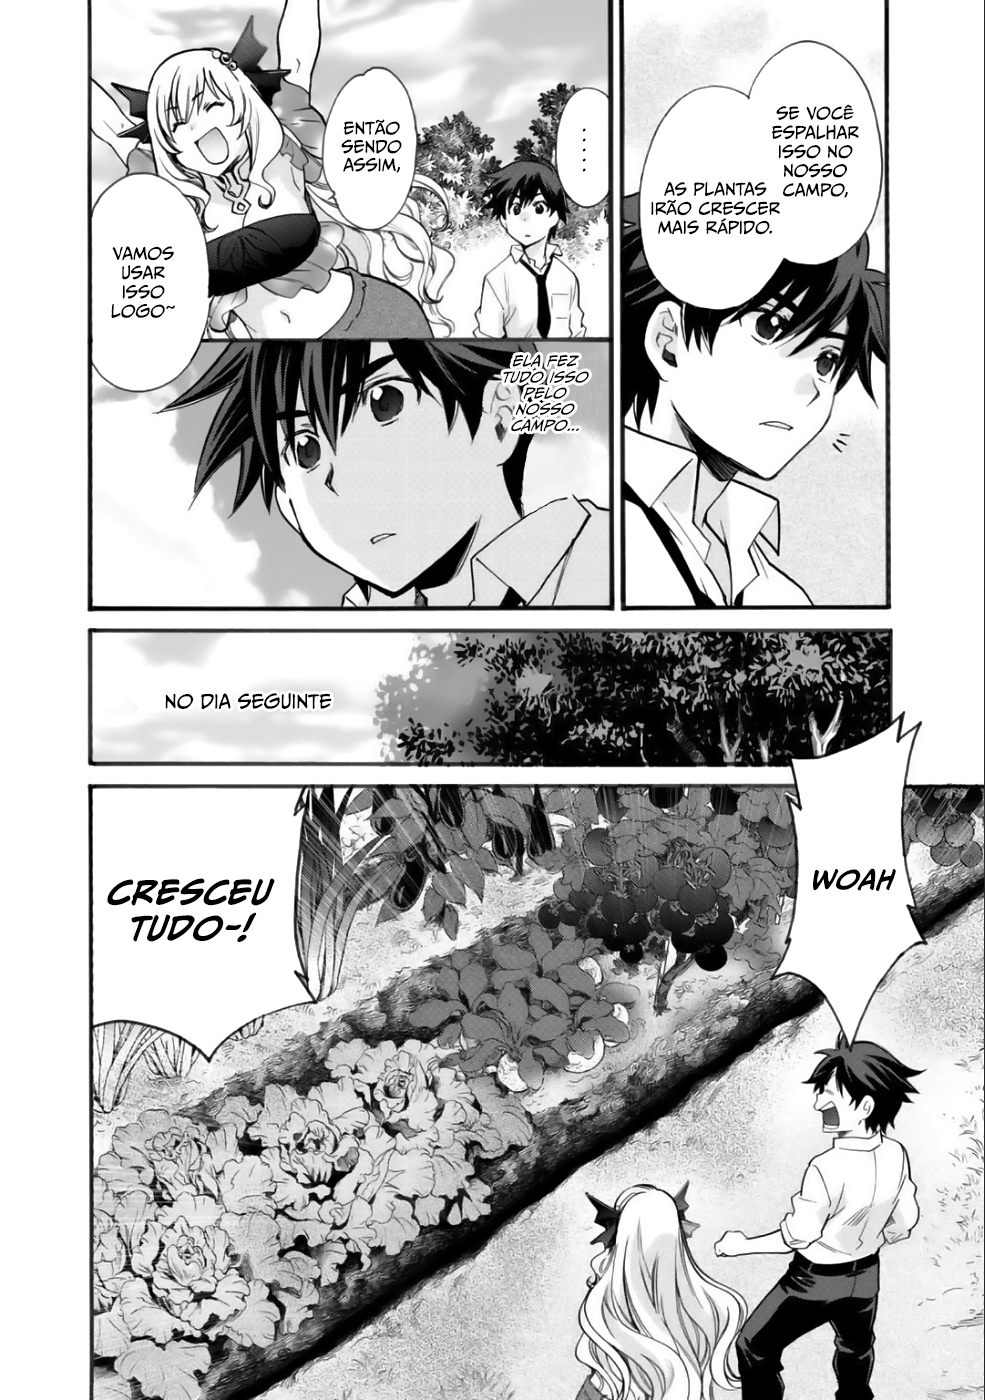 SE VOCÊ
ESPALHAR
ISSO NO
NOSSO
CAMPO,
AS PLANTAS
IRÃO CRESCER
MAIS RÁPIDO.
.....
ENTÃO
SENDO
ASSIM,
VAMOS
USAR
ISSO
LOGO~
ELA FEZ
TUDO ISSO
PELO
NOSSO
CAMPO...
NO DIA SEGUINTE
WOAH
CRESCEU
TUDO~!